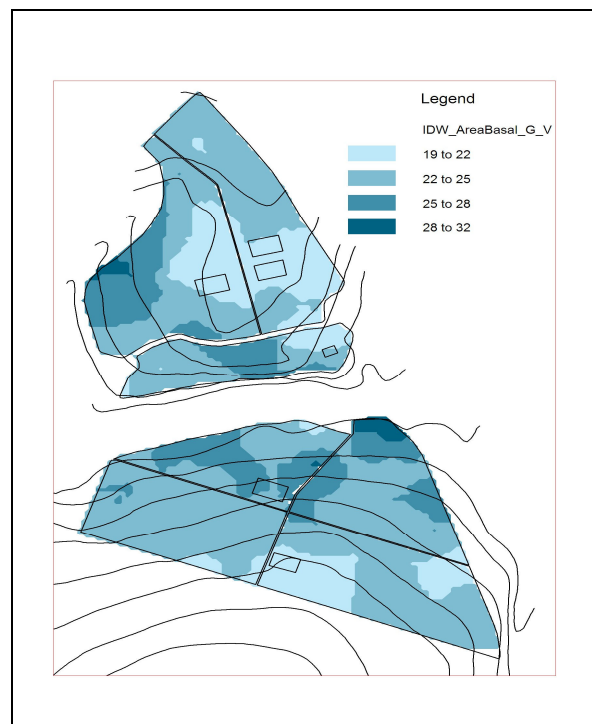 Legend
IDW_AreaBasal_G_V
19 to 22
22 to 25
25 to 28
28 to 32